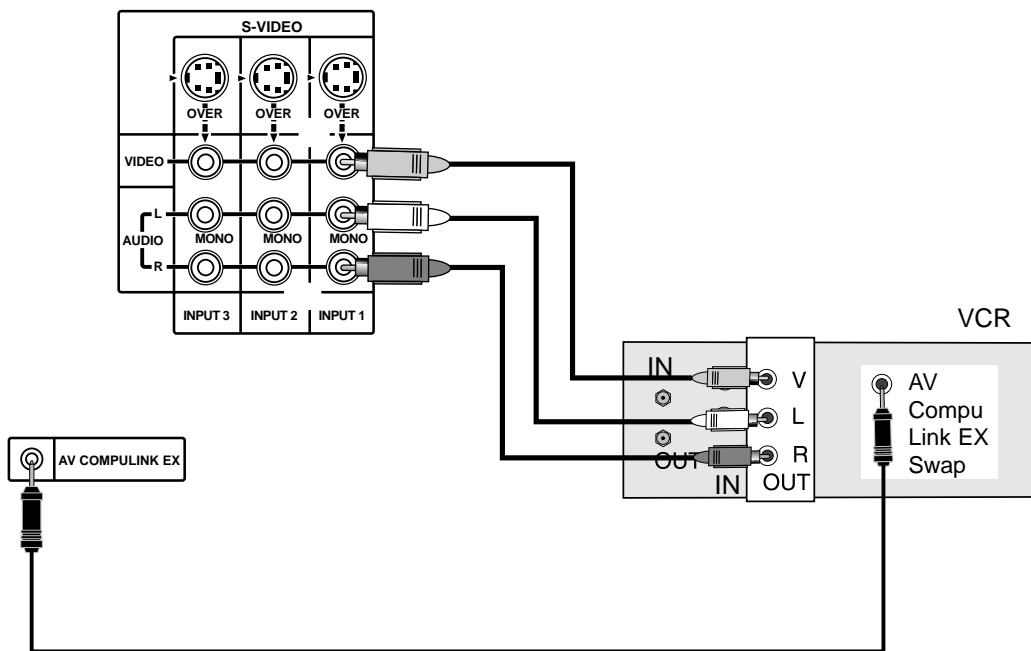 S-VIDEO
OVER OVER OVER
VIDEO
L
AUDIO MONO MONO MONO
R
INPUT 3 INPUT 2 INPUT 1
VCR
IN
V
L
OUT R
IN OUT
AV
Compu
Link EX
Swap
AV COMPULINK EX